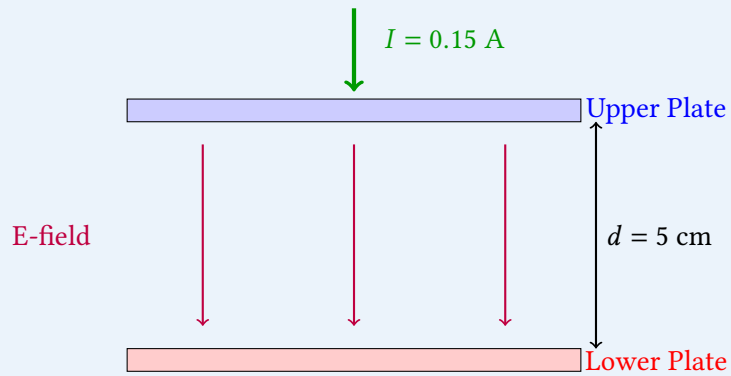 I = 0.15 A
Upper Plate
E-field
d = 5 cm
Lower Plate